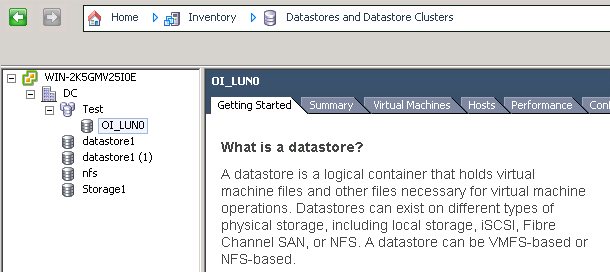 Home Inventory Datastores and Datastore Clusters
WIN-2K5GMV25I0E
DC
Test
OI_LUN0
datastore1
datastore1 (1)
nfs
Storage1
OI_LUN0
Getting Started Summary Virtual Machines Hosts Performance
What is a datastore?
A datastore is a logical container that holds virtual
machine files and other files necessary for virtual machine
operations. Datastores can exist on different types of
physical storage, including local storage, iSCSI, Fibre
Channel SAN, or NFS. A datastore can be VMFS-based or
NFS-based.